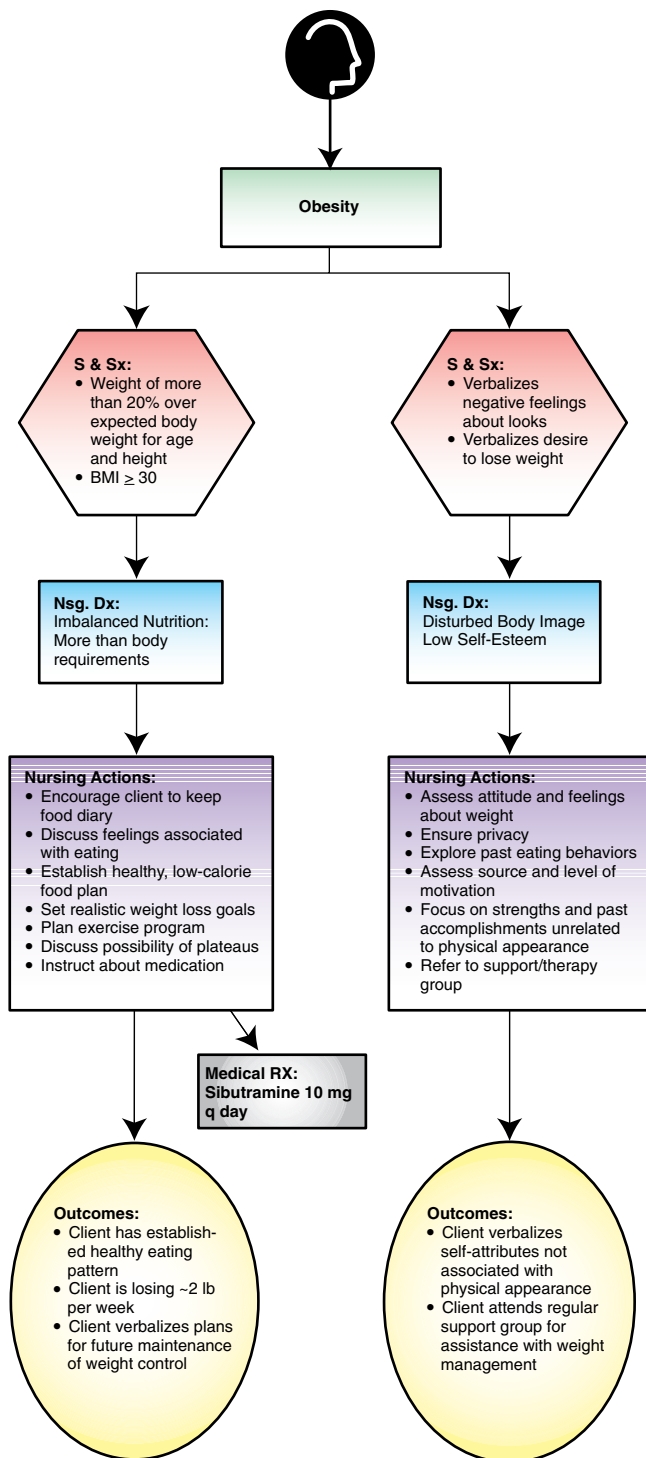 Obesity
S & Sx:
• Weight of more
than 20% over
expected body
weight for age
and height
• BMI ≥ 30
S & Sx:
• Verbalizes
negative feelings
about looks
• Verbalizes desire
to lose weight
Nsg. Dx:
Imbalanced Nutrition:
More than body
requirements
Nsg. Dx:
Disturbed Body Image
Low Self-Esteem
Nursing Actions:
• Encourage client to keep
food diary
• Discuss feelings associated
with eating
• Establish healthy, low-calorie
food plan
• Set realistic weight loss goals
• Plan exercise program
• Discuss possibility of plateaus
• Instruct about medication
Nursing Actions:
• Assess attitude and feelings
about weight
• Ensure privacy
• Explore past eating behaviors
• Assess source and level of
motivation
• Focus on strengths and past
accomplishments unrelated
to physical appearance
• Refer to support/therapy
group
Medical RX:
Sibutramine 10 mg
q day
Outcomes:
• Client has establish-
ed healthy eating
pattern
• Client is losing ~2 lb
per week
• Client verbalizes plans
for future maintenance
of weight control
Outcomes:
• Client verbalizes
self-attributes not
associated with
physical appearance
• Client attends regular
support group for
assistance with weight
management